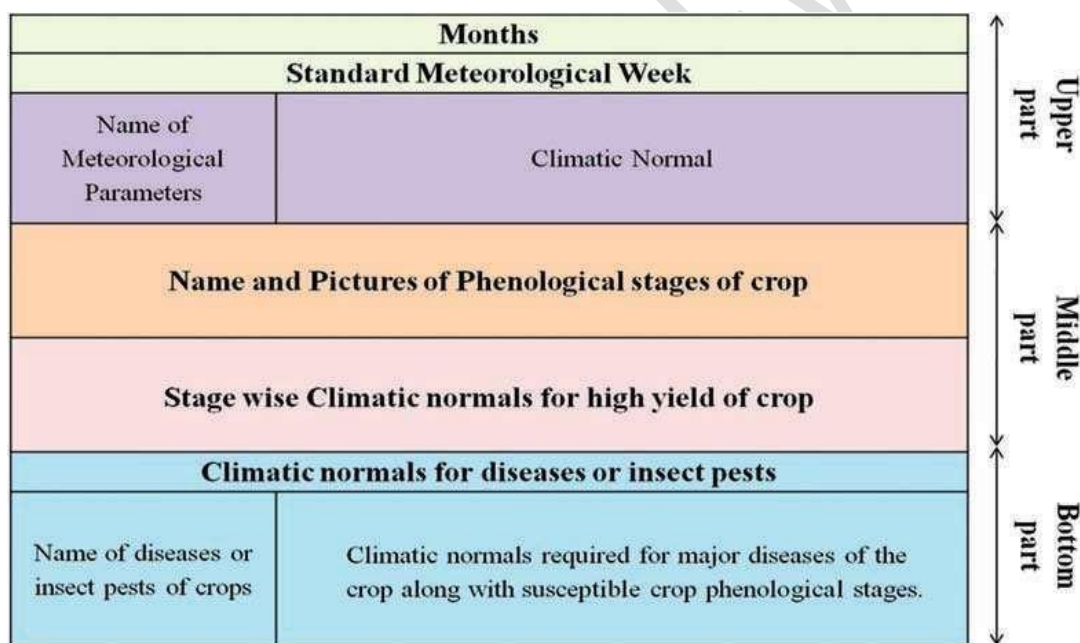 Months
Standard Meteorological Week
Name of
Meteorological
Parameters
Climatic Normal
Upper
part
Name and Pictures of Phenological stages of crop
Stage wise Climatic normals for high yield of crop
Middle
part
Climatic normals for diseases or insect pests
Name of diseases or
insect pests of crops
Climatic normals required for major diseases of the
crop along with susceptible crop phenological stages.
Bottom
part